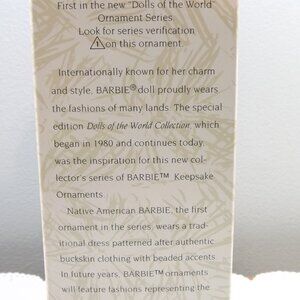 First in the new "Dolls of the World"
Ornament Series
Look for series verification
on this ornament.
Internationally known for her charm
and style, BARBIE® doll proudly wears
the fashions of many lands. The special
edition Dolls of the World Collection, which
began in 1980 and continues today,
was the inspiration for this new col-
lector's series of BARBIE™ Keepsake
Ornaments.
Native American BARBIE, the first
ornament in the series, wears a tradi-
tional dress patterned after authentic
buckskin clothing with beaded accents.
In future years, BARBIE™ ornaments
will feature fashions representing the